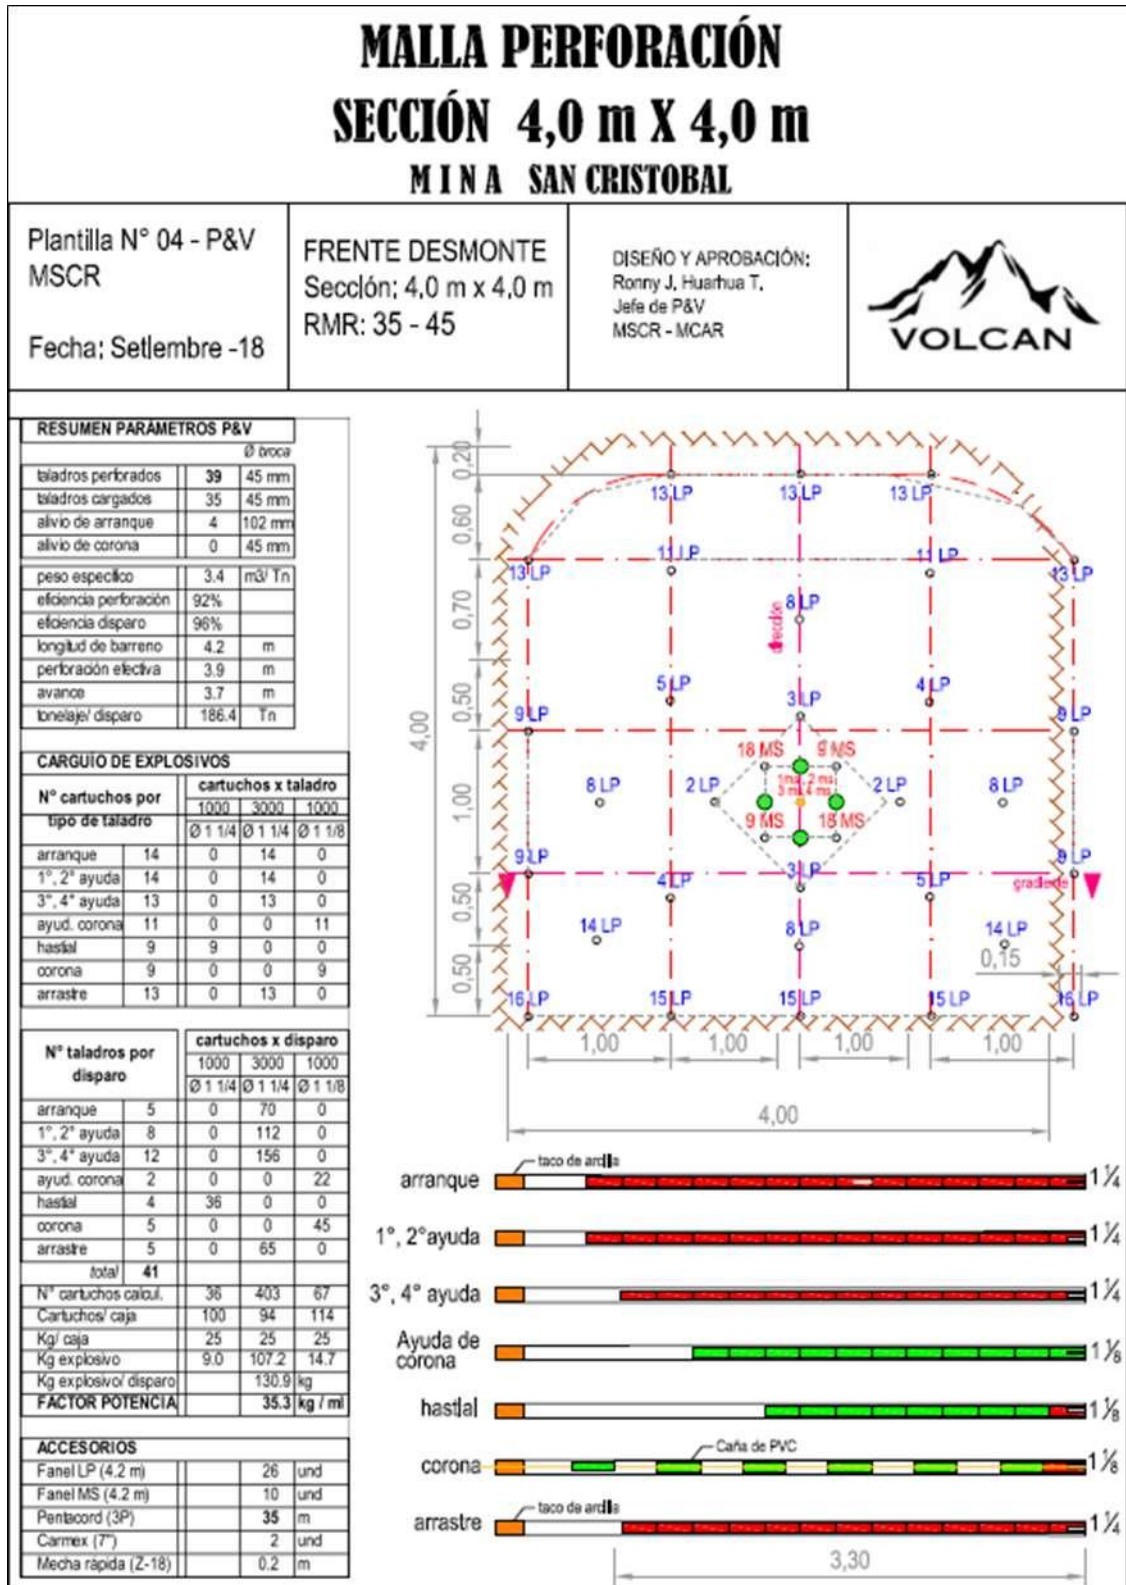 MALLA PERFORACIÓN
SECCIÓN 4,0 m X 4,0 m
MINA SAN CRISTOBAL
Plantilla N° 04 - P&V
MSCR
Fecha: Setiembre -18
FRENTE DESMONTE
Sección: 4,0 m x 4,0 m
RMR: 35 - 45
DISEÑO Y APROBACIÓN:
Ronny J. Huarhua T.
Jefe de P&V
MSCR - MCAR
VOLCAN
RESUMEN PARÁMETROS P&V
Ø broca
taladros perforados 39 45 mm
taladros cargados 35 45 mm
alivio de arranque 4 102 mm
alivio de corona 0 45 mm
peso especifico 3.4 m3/ Tn
eficiencia perforación 92%
eficiencia disparo 96%
longitud de barreno 4.2 m
perforación efectiva 3.9 m
avance 3.7 m
tonelaje/ disparo 186.4 Tn
CARGUÍO DE EXPLOSIVOS
N° cartuchos por tipo de taladro
cartuchos x taladro
1000 3000 1000
Ø 1 1/4 Ø 1 1/4 Ø 1 1/8
arranque 14 0 14 0
1°, 2° ayuda 14 0 14 0
3°, 4° ayuda 13 0 13 0
ayud. corona 11 0 0 11
hastial 9 9 0 0
corona 9 0 0 9
arrastre 13 0 13 0
N° taladros por disparo
cartuchos x disparo
1000 3000 1000
Ø 1 1/4 Ø 1 1/4 Ø 1 1/8
arranque 5 0 70 0
1°, 2° ayuda 8 0 112 0
3°, 4° ayuda 12 0 156 0
ayud. corona 2 0 0 22
hastial 4 36 0 0
corona 5 0 0 45
arrastre 5 0 65 0
total 41
N° cartuchos calcul. 36 403 67
Cartuchos/ caja 100 94 114
Kg/ caja 25 25 25
Kg explosivo 9.0 107.2 14.7
Kg explosivo/ disparo 130.9 kg
FACTOR POTENCIA 35.3 kg / ml
ACCESORIOS
Fanel LP (4.2 m) 26 und
Fanel MS (4.2 m) 10 und
Pentacord (3P) 35 m
Carmex (7") 2 und
Mecha rápida (Z-18) 0.2 m
0,20
13 LP 13 LP 13 LP
0,60
11 LP 11 LP
13 LP 13 LP
8 LP
0,70
dirección
5 LP 4 LP
0,50
3 LP
9 LP 9 LP
4,00
18 MS 9 MS
8 LP 2 LP 2 LP 8 LP
1,00
9 MS 18 MS
9 LP 9 LP
3 LP
4 LP 5 LP
gradiente
0,50
14 LP 8 LP 14 LP
0,15
0,50
16 LP 15 LP 15 LP 15 LP 16 LP
1,00 1,00 1,00 1,00
4,00
taco de arcilla
arranque 1 1/4
1°, 2°ayuda 1 1/4
3°, 4° ayuda 1 1/4
Ayuda de
corona 1 1/8
hastial 1 1/8
Caña de PVC
corona 1 1/8
taco de arcilla
arrastre 1 1/4
3,30